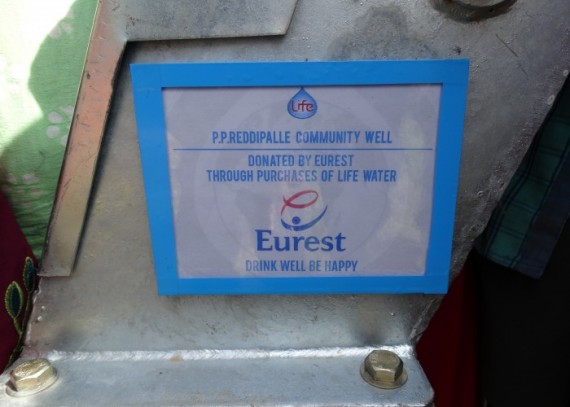 Life
P.P.REDDIPALLE COMMUNITY WELL
DONATED BY EUREST
THROUGH PURCHASES OF LIFE WATER
Eurest
DRINK WELL BE HAPPY